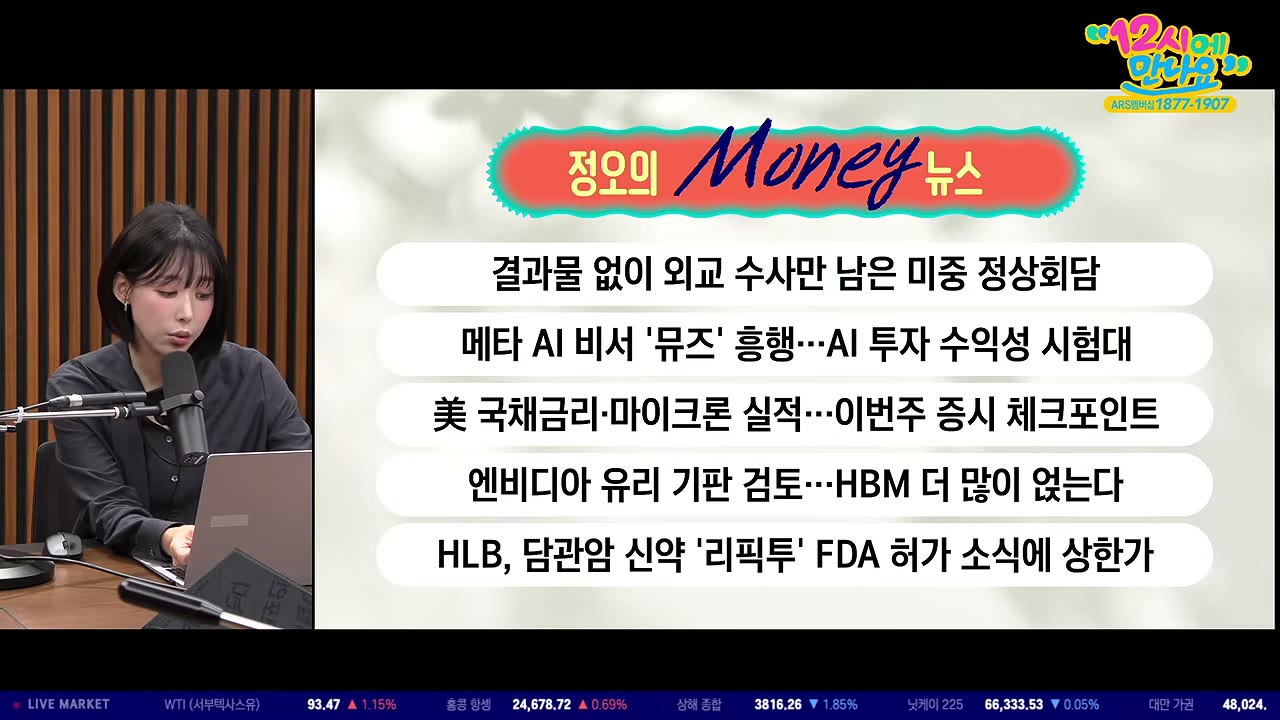 “12시에
만나요”
ARS멤버십 1877-1907
정오의 Money 뉴스
결과물 없이 외교 수사만 남은 미중 정상회담
메타 AI 비서 '뮤즈' 흥행…AI 투자 수익성 시험대
美 국채금리·마이크론 실적…이번주 증시 체크포인트
엔비디아 유리 기판 검토…HBM 더 많이 얹는다
HLB, 담관암 신약 '리픽투' FDA 허가 소식에 상한가
LIVE MARKET WTI (서부텍사스유) 93.47 ▲ 1.15% 홍콩 항셍 24,678.72 ▲ 0.69% 상해 종합 3816.26 ▼ 1.85% 닛케이 225 66,333.53 ▼ 0.05% 대만 가권 48,024.